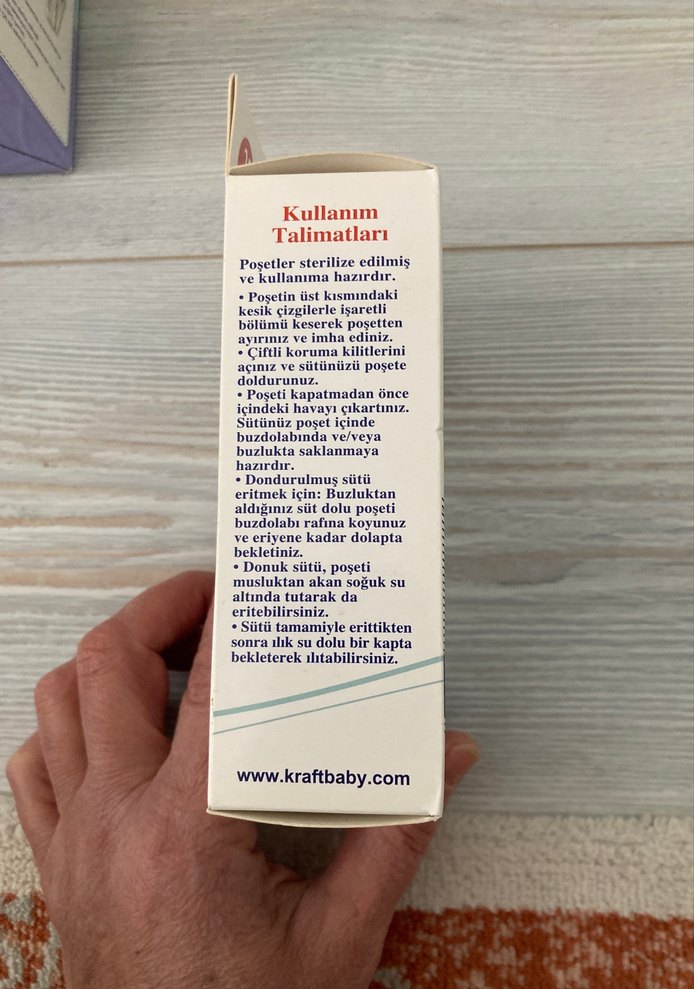 Kullanım
Talimatları
Poşetler sterilize edilmiş
ve kullanıma hazırdır.
• Poşetin üst kısmındaki
kesik çizgilerle işaretli
bölümü keserek poşetten
ayırınız ve imha ediniz.
• Çiftli koruma kilitlerini
açınız ve sütünüzü poşete
doldurunuz.
• Poşeti kapatmadan önce
içindeki havayı çıkartınız.
Sütünüz poşet içinde
buzdolabında ve/veya
buzlukta saklanmaya
hazırdır.
• Dondurulmuş sütü
eritmek için: Buzluktan
aldığınız süt dolu poşeti
buzdolabı rafına koyunuz
ve eriyene kadar dolapta
bekletiniz.
• Donuk sütü, poşeti
musluktan akan soğuk su
altında tutarak da
eritebilirsiniz.
• Sütü tamamiyle erittikten
sonra ılık su dolu bir kapta
bekleterek ılıtabilirsiniz.
www.kraftbaby.com